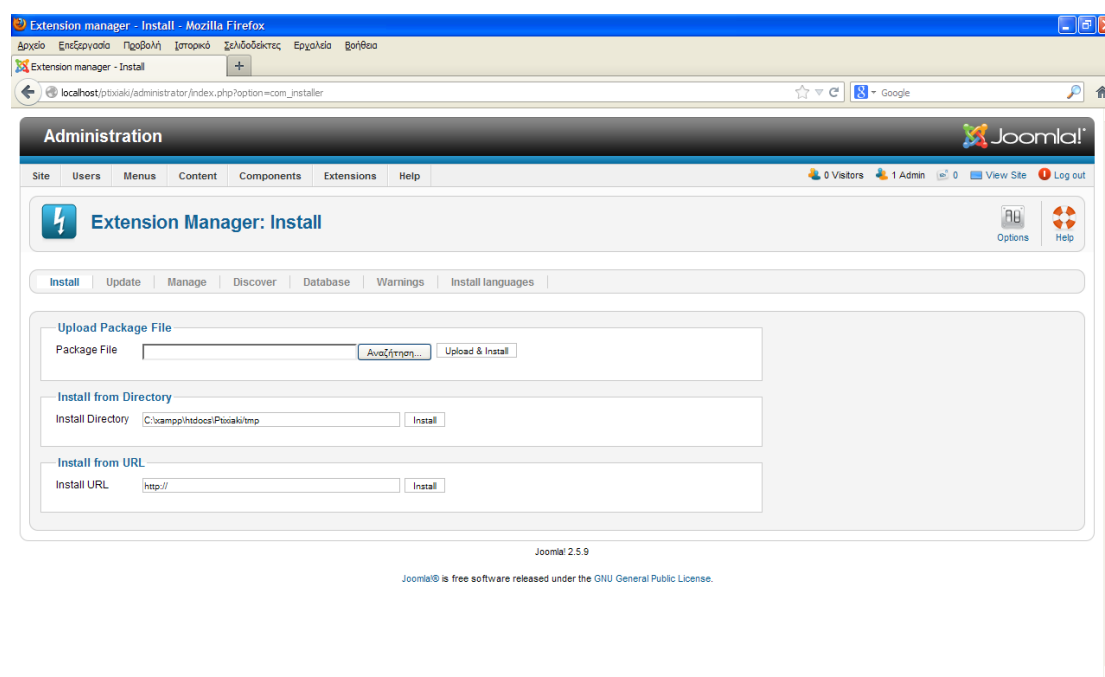 Extension manager - Install - Mozilla Firefox
Αρχείο Επεξεργασία Προβολή Ιστορικό Σελιδοδείκτες Εργαλεία Βοήθεια
Extension manager - Install +
localhost/ptixiaki/administrator/index.php?option=com_installer Google
Administration Joomla!
Site Users Menus Content Components Extensions Help 0 Visitors 1 Admin 0 View Site Log out
Extension Manager: Install Options Help
Install Update Manage Discover Database Warnings Install languages
Upload Package File
Package File Αναζήτηση... Upload & Install
Install from Directory
Install Directory C:\xampp\htdocs\Ptixiaki/tmp Install
Install from URL
Install URL http:// Install
Joomla! 2.5.9
Joomla!® is free software released under the GNU General Public License.